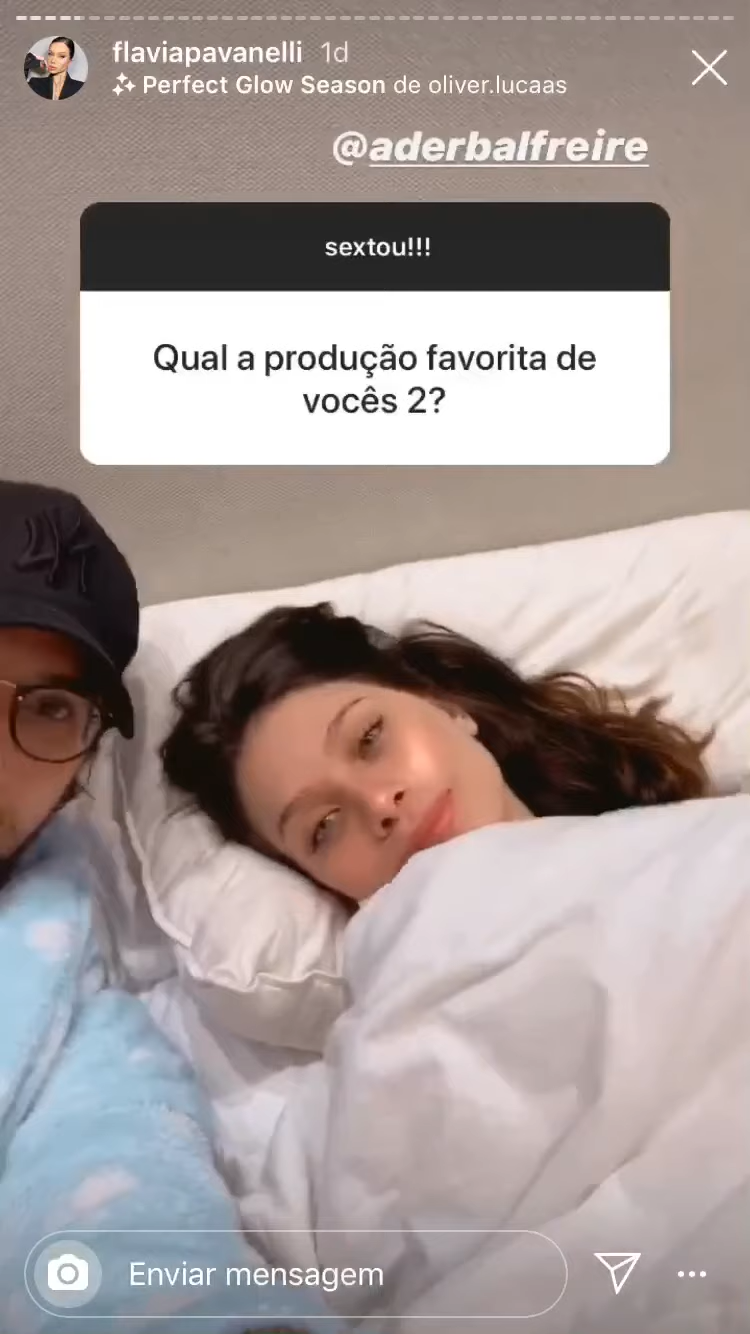 flaviapavanelli 1d
Perfect Glow Season de oliver.lucaas
@aderbalfreire
sextou!!!
Qual a produção favorita de
vocês 2?
Enviar mensagem